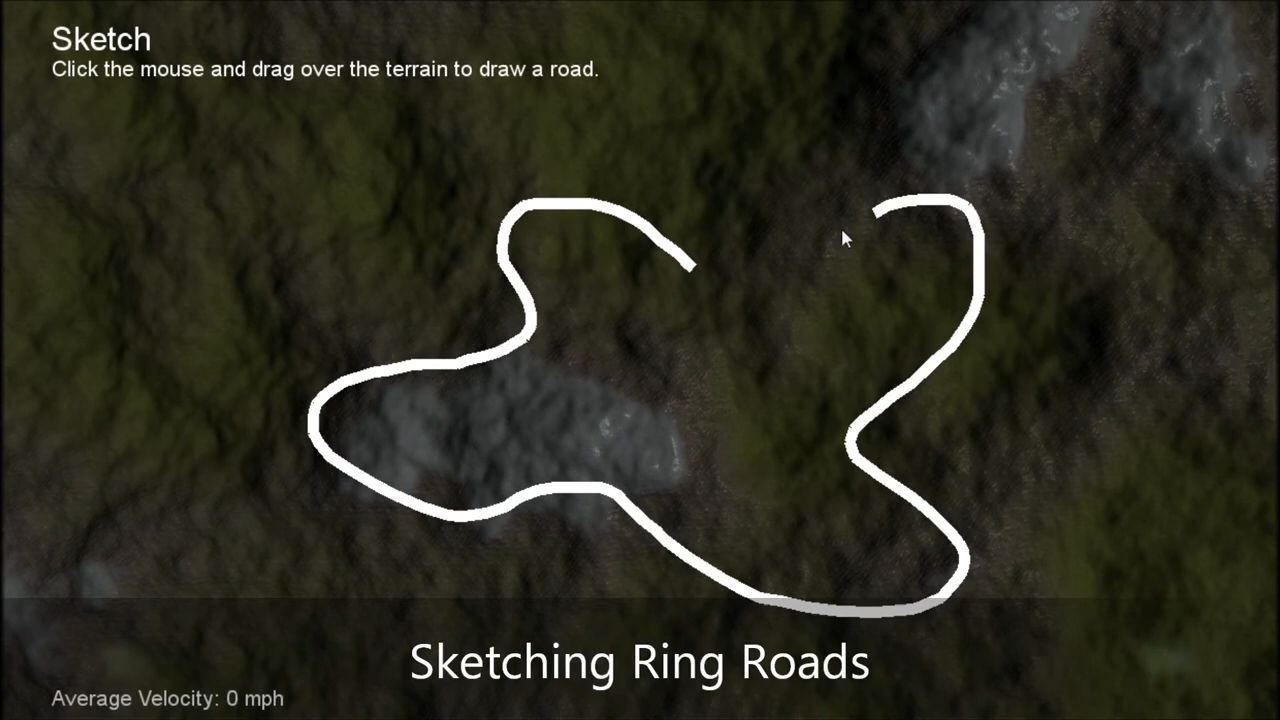 Sketch
Click the mouse and drag over the terrain to draw a road.
Sketching Ring Roads
Average Velocity: 0 mph